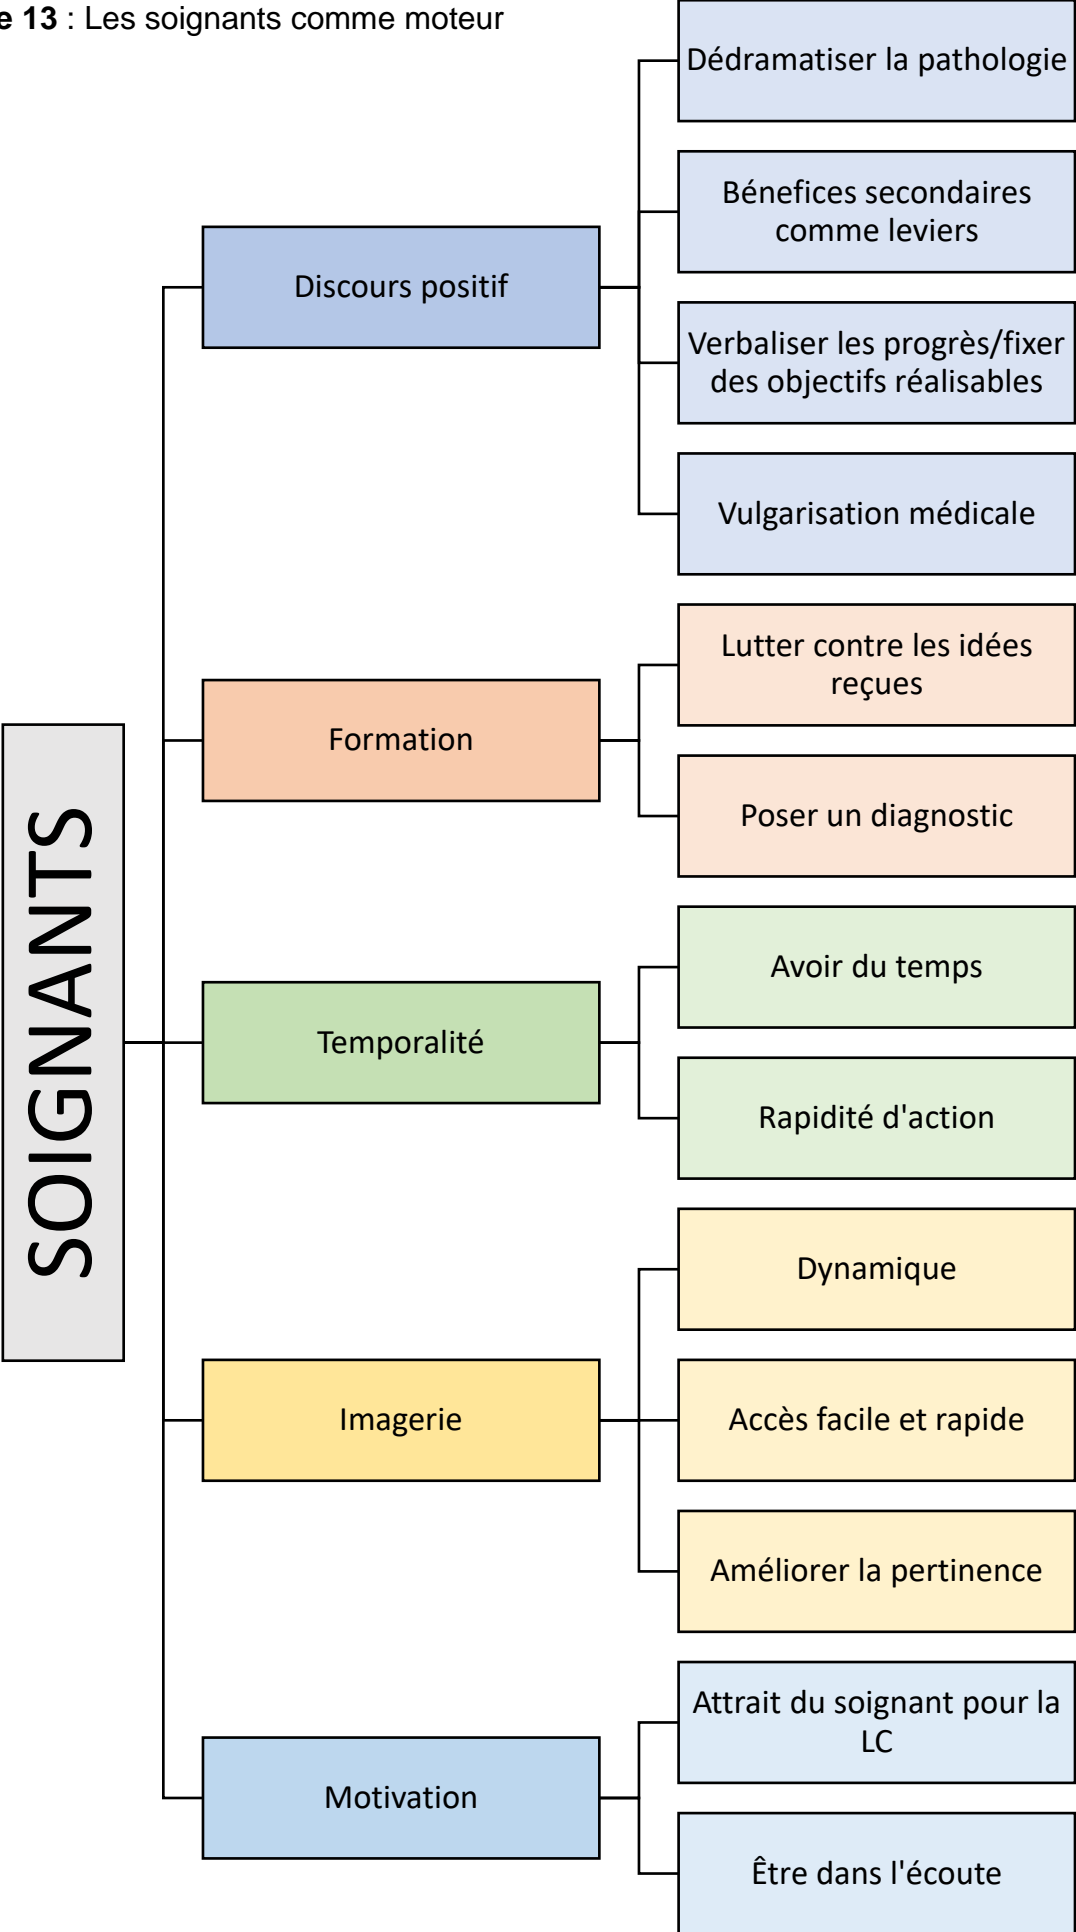 e 13 : Les soignants comme moteur
Dédramatiser la pathologie
Bénefices secondaires
comme leviers
Discours positif
Verbaliser les progrès/fixer
des objectifs réalisables
Vulgarisation médicale
Lutter contre les idées
reçues
Formation
Poser un diagnostic
SOIGNANTS
Avoir du temps
Temporalité
Rapidité d'action
Dynamique
Imagerie
Accès facile et rapide
Améliorer la pertinence
Attrait du soignant pour la
LC
Motivation
Être dans l'écoute